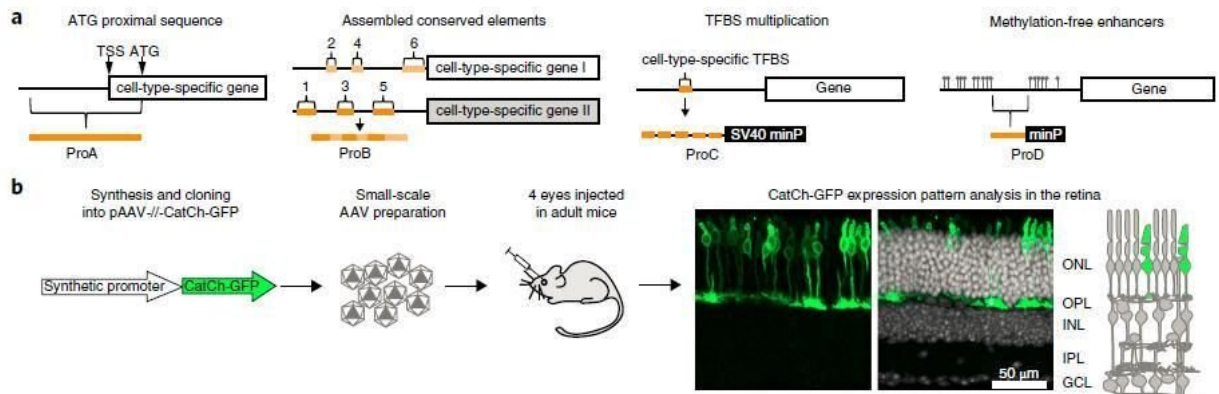 a
ATG proximal sequence
TSS ATG
cell-type-specific gene
ProA
Assembled conserved elements
2 4 6
cell-type-specific gene I
1 3 5
cell-type-specific gene II
ProB
TFBS multiplication
cell-type-specific TFBS
Gene
SV40 minP
ProC
Methylation-free enhancers
Gene
minP
ProD
b
Synthesis and cloning
into pAAV-//-CatCh-GFP
Synthetic promoter
CatCh-GFP
Small-scale
AAV preparation
4 eyes injected
in adult mice
CatCh-GFP expression pattern analysis in the retina
ONL
OPL
INL
IPL
GCL
50 μm